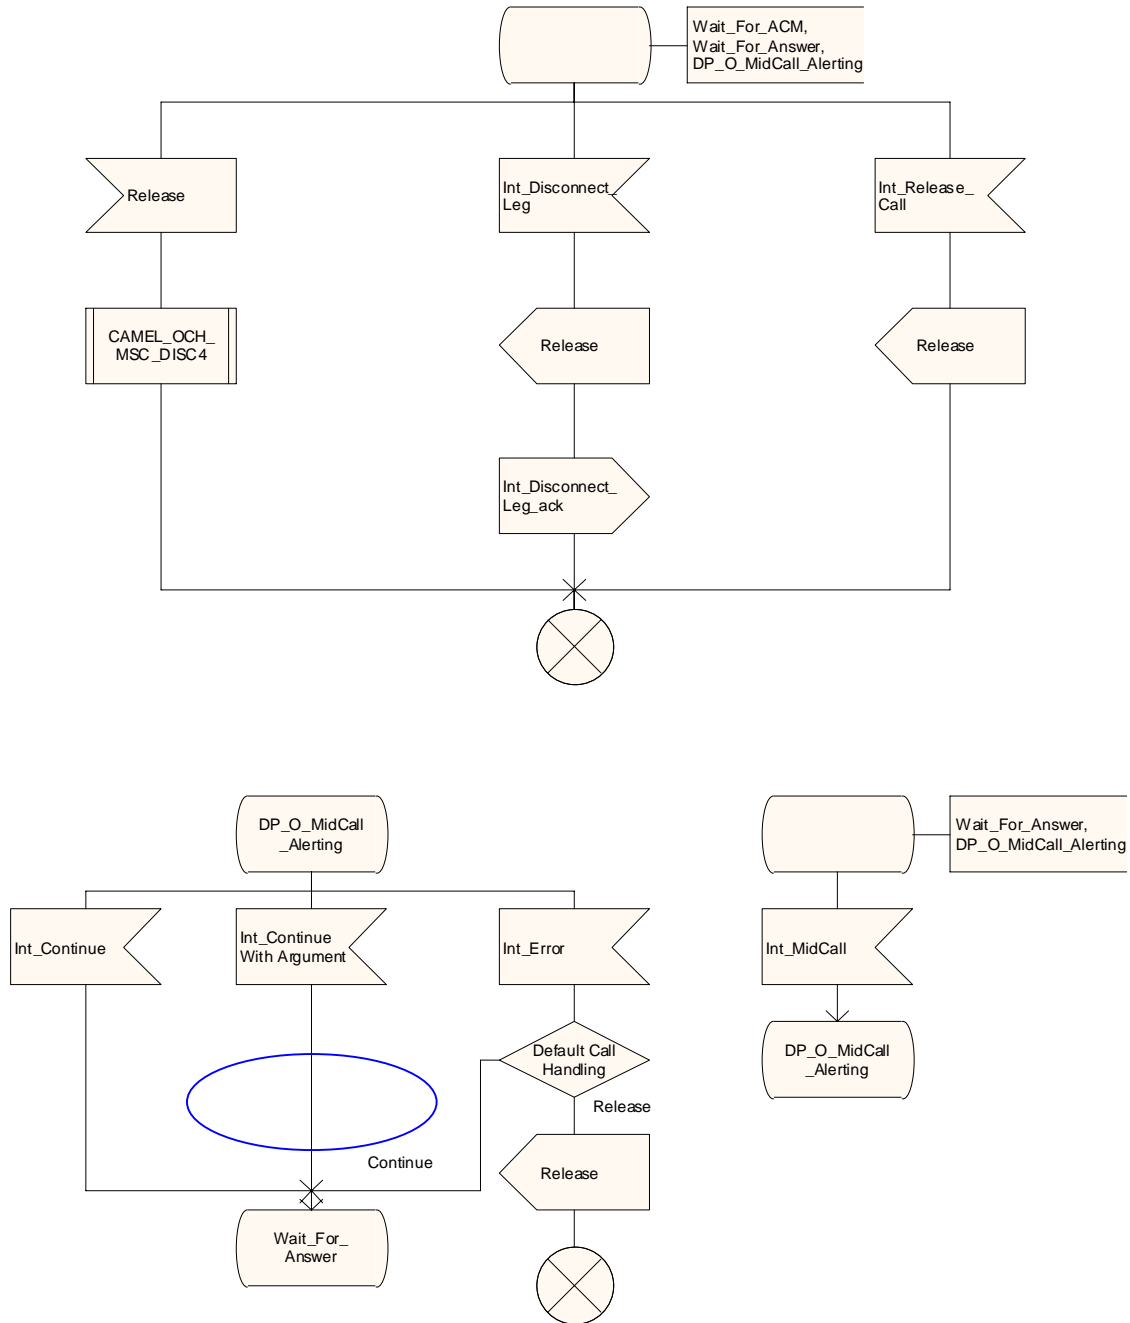 Wait_For_ACM,
Wait_For_Answer,
DP_O_MidCall_Alerting
Release
Int_Disconnect_
Leg
Int_Release_
Call
CAMEL_OCH_
MSC_DISC4
Release
Release
Int_Disconnect_
Leg_ack
DP_O_MidCall
_Alerting
Wait_For_Answer,
DP_O_MidCall_Alerting
Int_Continue
Int_Continue
With Argument
Int_Error
Int_MidCall
Default Call
Handling
DP_O_MidCall
_Alerting
Release
Continue
Release
Wait_For_
Answer